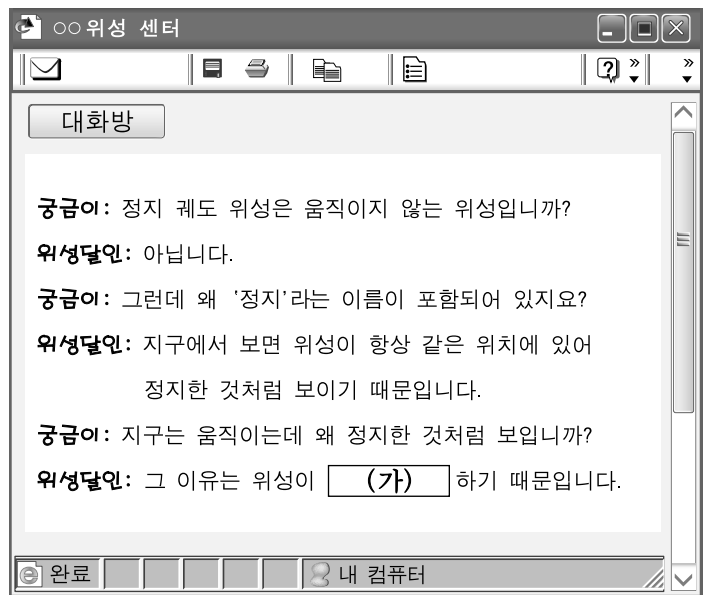 ○○위성 센터
대화방
궁금이: 정지 궤도 위성은 움직이지 않는 위성입니까?
위성달인: 아닙니다.
궁금이: 그런데 왜 ‘정지’라는 이름이 포함되어 있지요?
위성달인: 지구에서 보면 위성이 항상 같은 위치에 있어
정지한 것처럼 보이기 때문입니다.
궁금이: 지구는 움직이는데 왜 정지한 것처럼 보입니까?
위성달인: 그 이유는 위성이 (가) 하기 때문입니다.
완료 내 컴퓨터